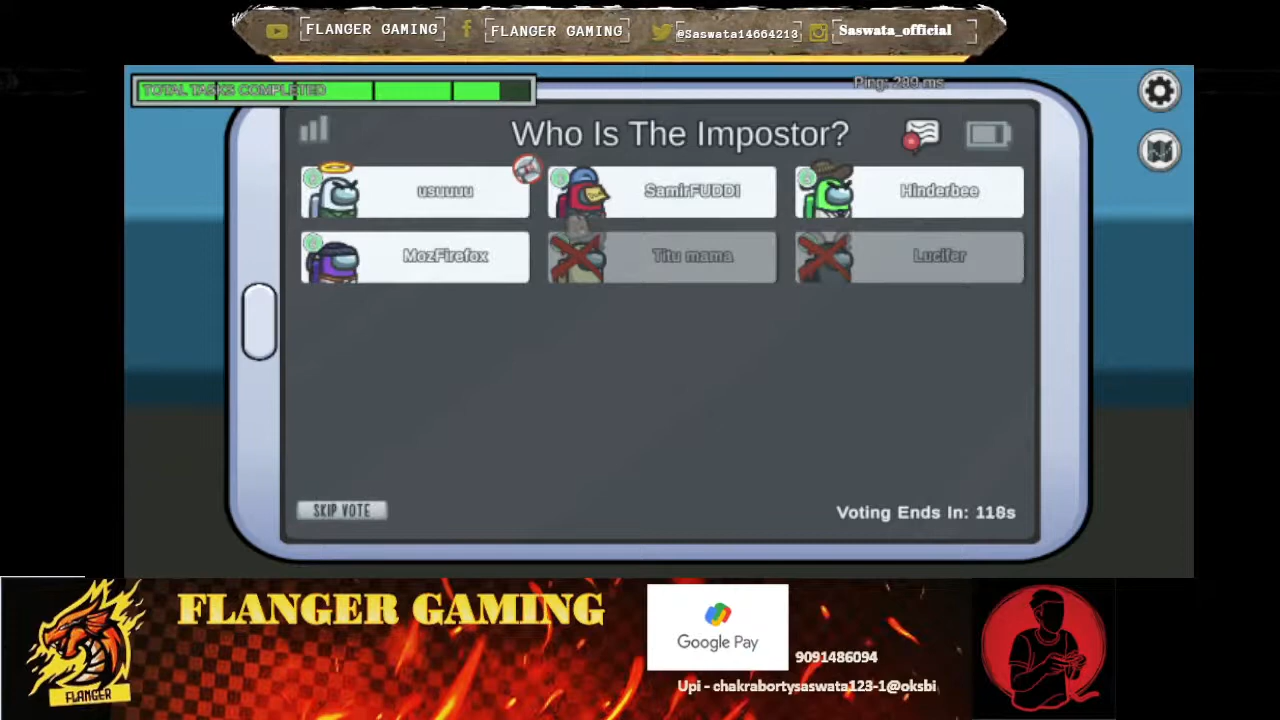 FLANGER GAMING
FLANGER GAMING
@Saswata14664213
Saswata_official
TOTAL TASKS COMPLETED
Ping: 289 ms
Who Is The Impostor?
usuuuu
SamirFUDDI
Hinderbee
MozFirefox
Titu mama
Lucifer
SKIP VOTE
Voting Ends In: 118s
FLANGER GAMING
Google Pay
9091486094
Upi - chakrabortysaswata123-1@oksbi
FLANGER